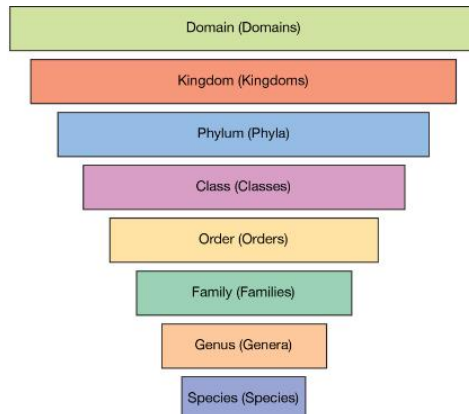 Domain (Domains)
Kingdom (Kingdoms)
Phylum (Phyla)
Class (Classes)
Order (Orders)
Family (Families)
Genus (Genera)
Species (Species)